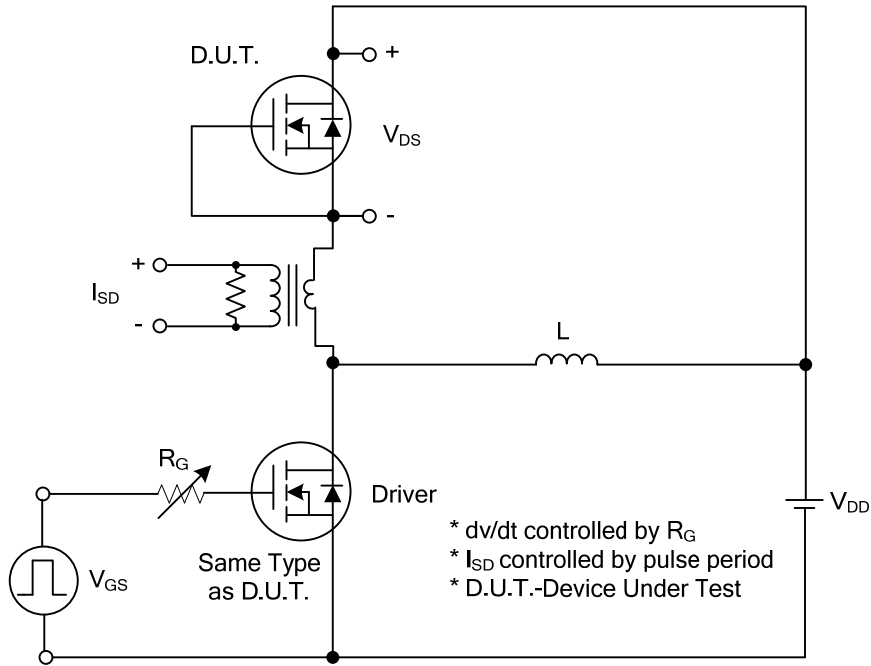 D.U.T.
+
V_DS
-
+
I_SD
-
L
R_G
Driver
V_DD
V_GS
Same Type
as D.U.T.
* dv/dt controlled by R_G
* I_SD controlled by pulse period
* D.U.T.-Device Under Test